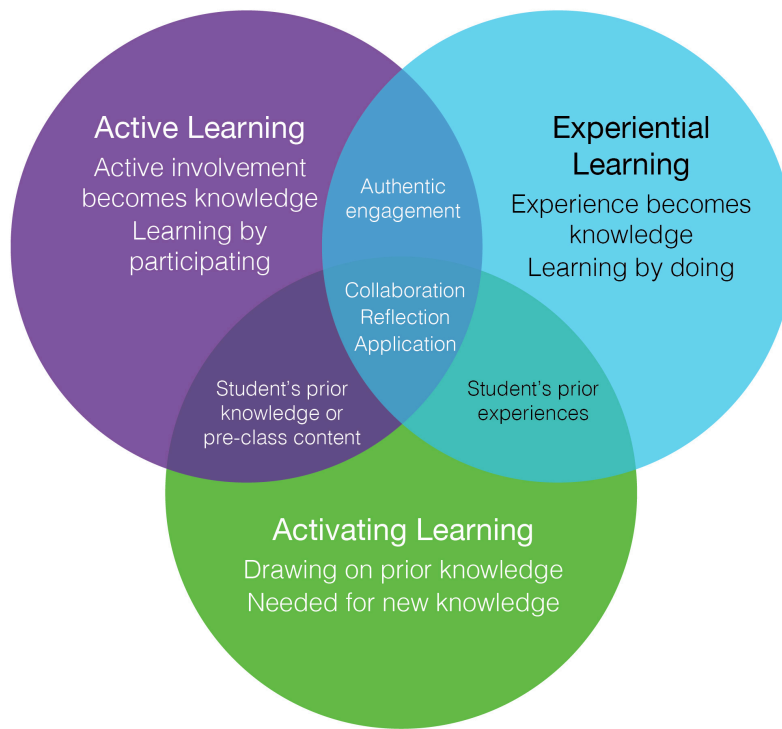 Active Learning
Active involvement
becomes knowledge
Learning by
participating
Authentic
engagement
Experiential
Learning
Experience becomes
knowledge
Learning by doing
Collaboration
Reflection
Application
Student's prior
knowledge or
pre-class content
Student's prior
experiences
Activating Learning
Drawing on prior knowledge
Needed for new knowledge